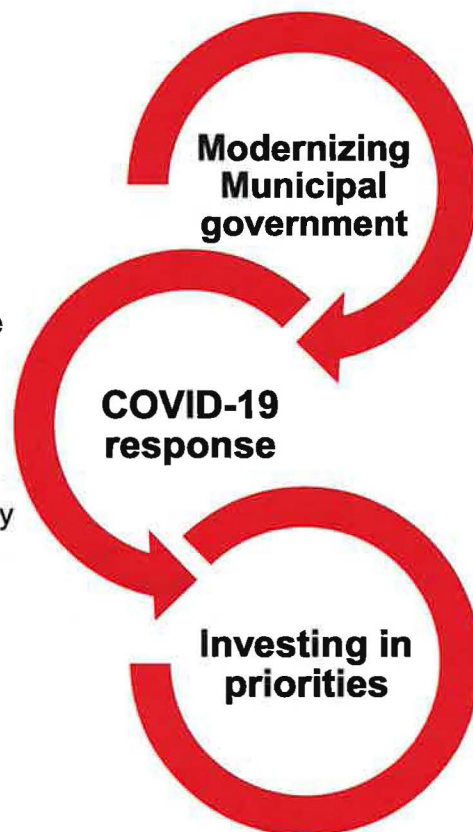 Modernizing
Municipal
government
e
COVID-19
response
y
Investing in
priorities